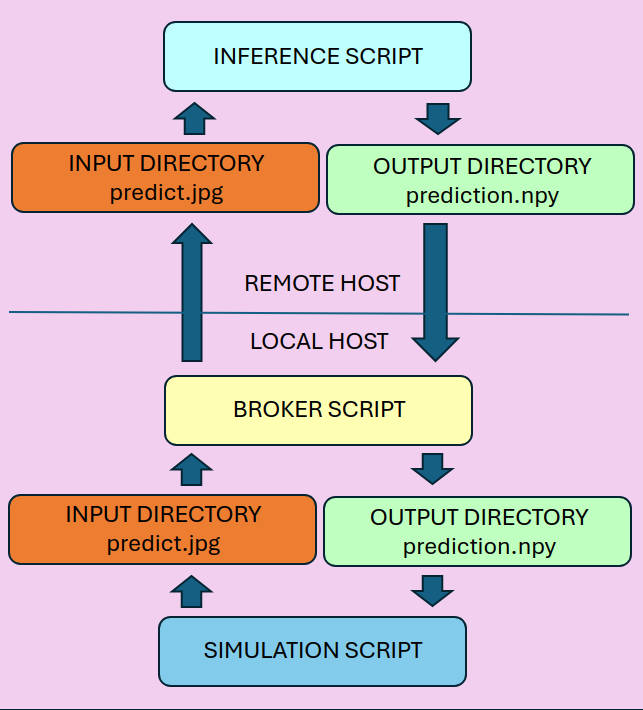 INFERENCE SCRIPT
INPUT DIRECTORY
predict.jpg
OUTPUT DIRECTORY
prediction.npy
REMOTE HOST
LOCAL HOST
BROKER SCRIPT
INPUT DIRECTORY
predict.jpg
OUTPUT DIRECTORY
prediction.npy
SIMULATION SCRIPT